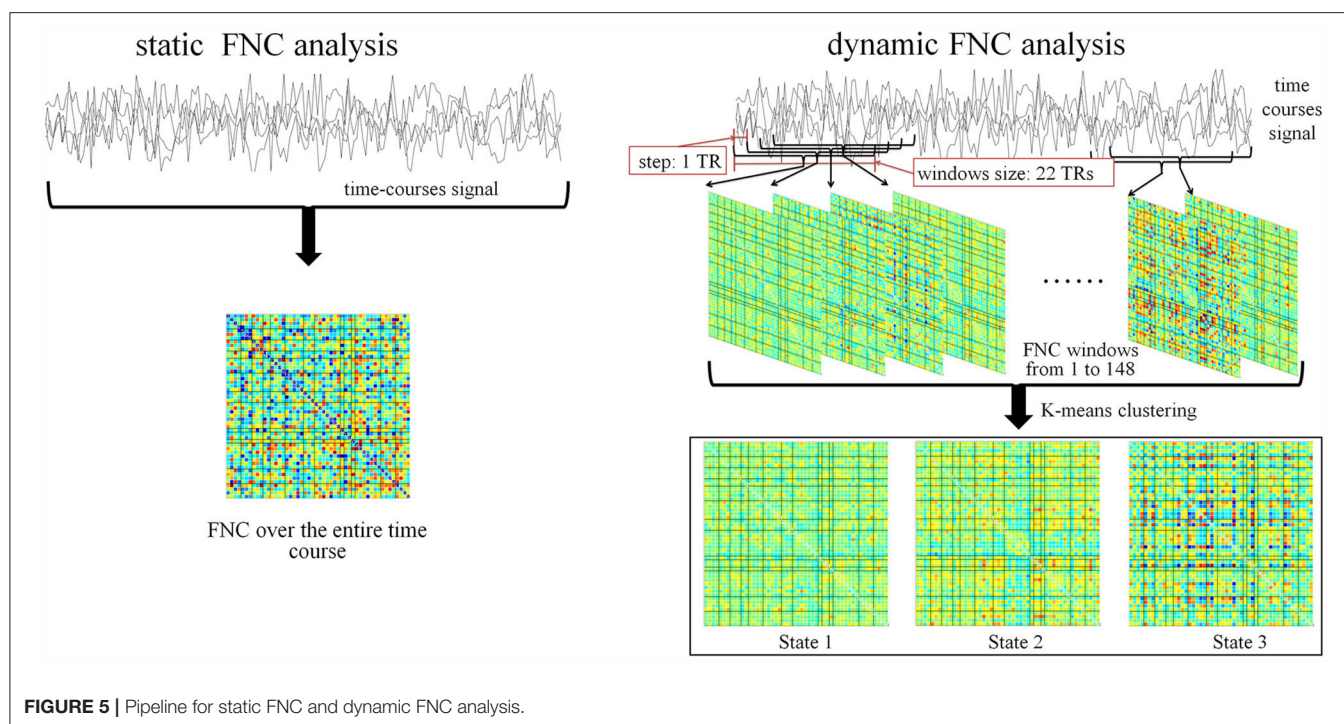 static FNC analysis
time-courses signal
FNC over the entire time
course
dynamic FNC analysis
time
courses
signal
step: 1 TR
windows size: 22 TRs
......
FNC windows
from 1 to 148
K-means clustering
State 1
State 2
State 3
FIGURE 5 | Pipeline for static FNC and dynamic FNC analysis.